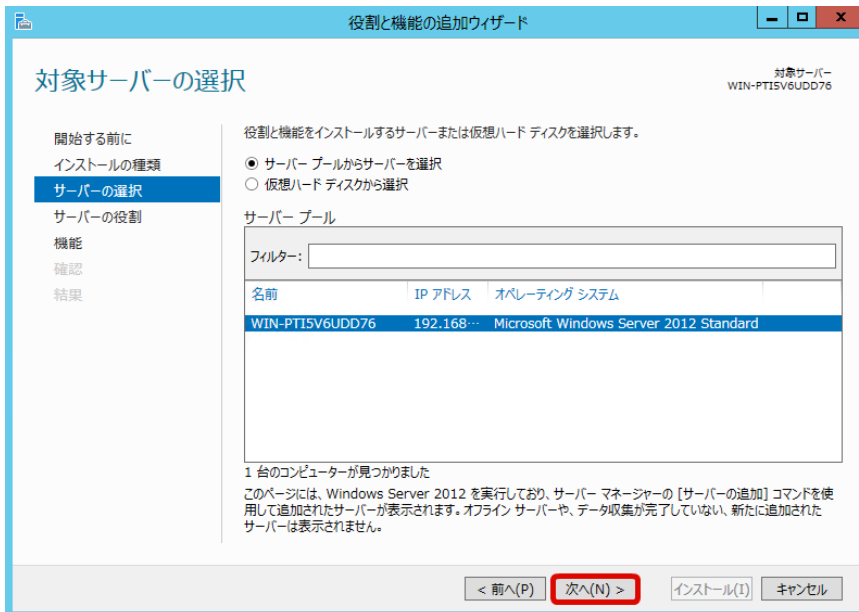 役割と機能の追加ウィザード
対象サーバーの選択
対象サーバー
WIN-PTI5V6UDD76
開始する前に
インストールの種類
サーバーの選択
サーバーの役割
機能
確認
結果
役割と機能をインストールするサーバーまたは仮想ハード ディスクを選択します。
サーバー プールからサーバーを選択
仮想ハード ディスクから選択
サーバー プール
フィルター:
名前 IP アドレス オペレーティング システム
WIN-PTI5V6UDD76 192.168… Microsoft Windows Server 2012 Standard
1 台のコンピューターが見つかりました
このページには、Windows Server 2012 を実行しており、サーバー マネージャーの [サーバーの追加] コマンドを使
用して追加されたサーバーが表示されます。オフライン サーバーや、データ収集が完了していない、新たに追加された
サーバーは表示されません。
< 前へ(P) 次へ(N) > インストール(I) キャンセル